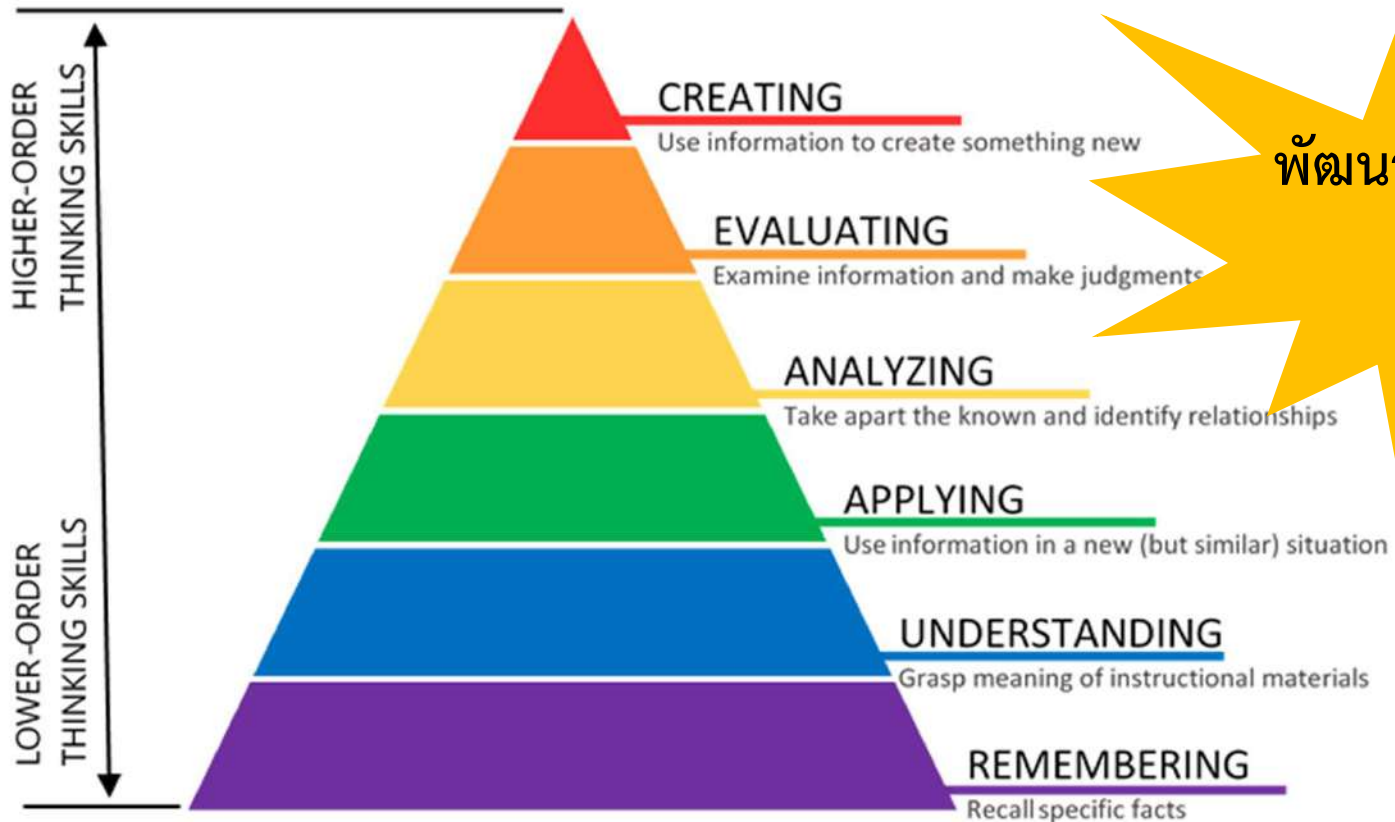 HIGHER-ORDER
THINKING SKILLS
LOWER-ORDER
THINKING SKILLS
CREATING
Use information to create something new
EVALUATING
Examine information and make judgments
ANALYZING
Take apart the known and identify relationships
APPLYING
Use information in a new (but similar) situation
UNDERSTANDING
Grasp meaning of instructional materials
REMEMBERING
Recall specific facts